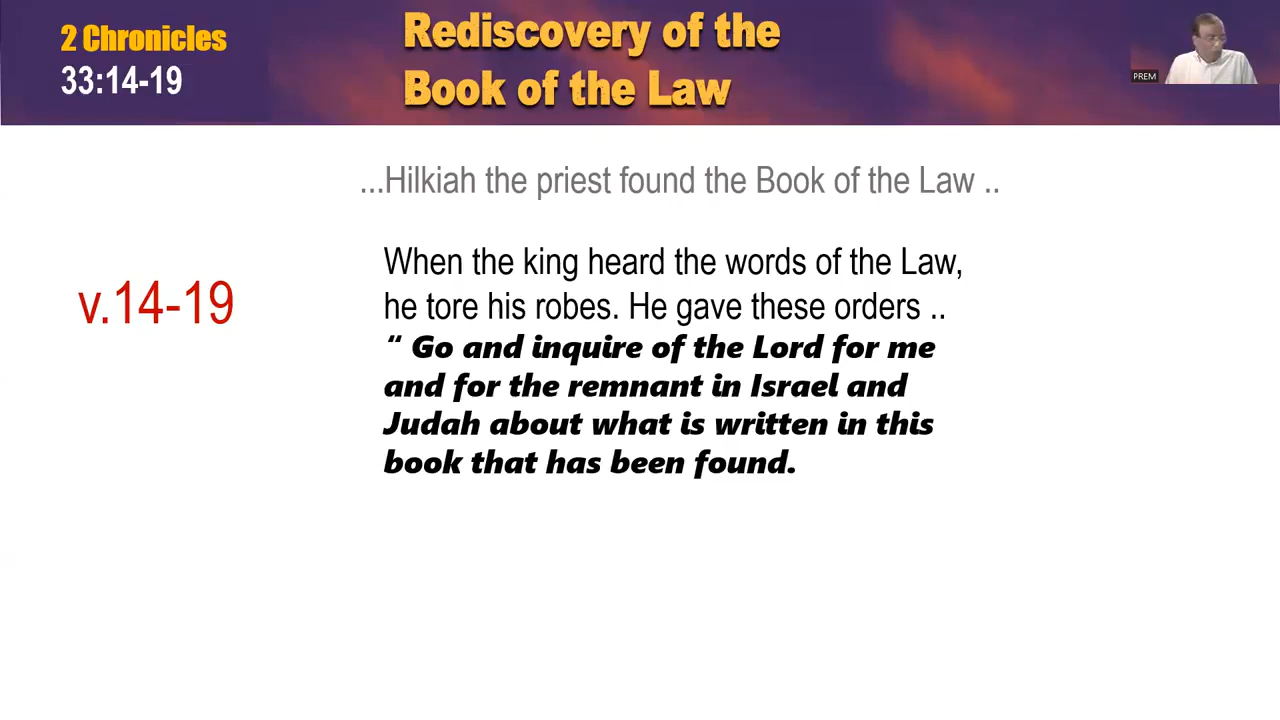 2 Chronicles
33:14-19
Rediscovery of the
Book of the Law
PREM
...Hilkiah the priest found the Book of the Law ..
v.14-19
When the king heard the words of the Law,
he tore his robes. He gave these orders ..
“ Go and inquire of the Lord for me
and for the remnant in Israel and
Judah about what is written in this
book that has been found.